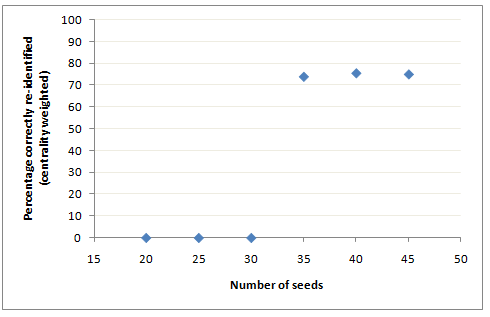 Percentage correctly re-identified
(centrality weighted)
100
90
80
70
60
50
40
30
20
10
0
15 20 25 30 35 40 45 50
Number of seeds